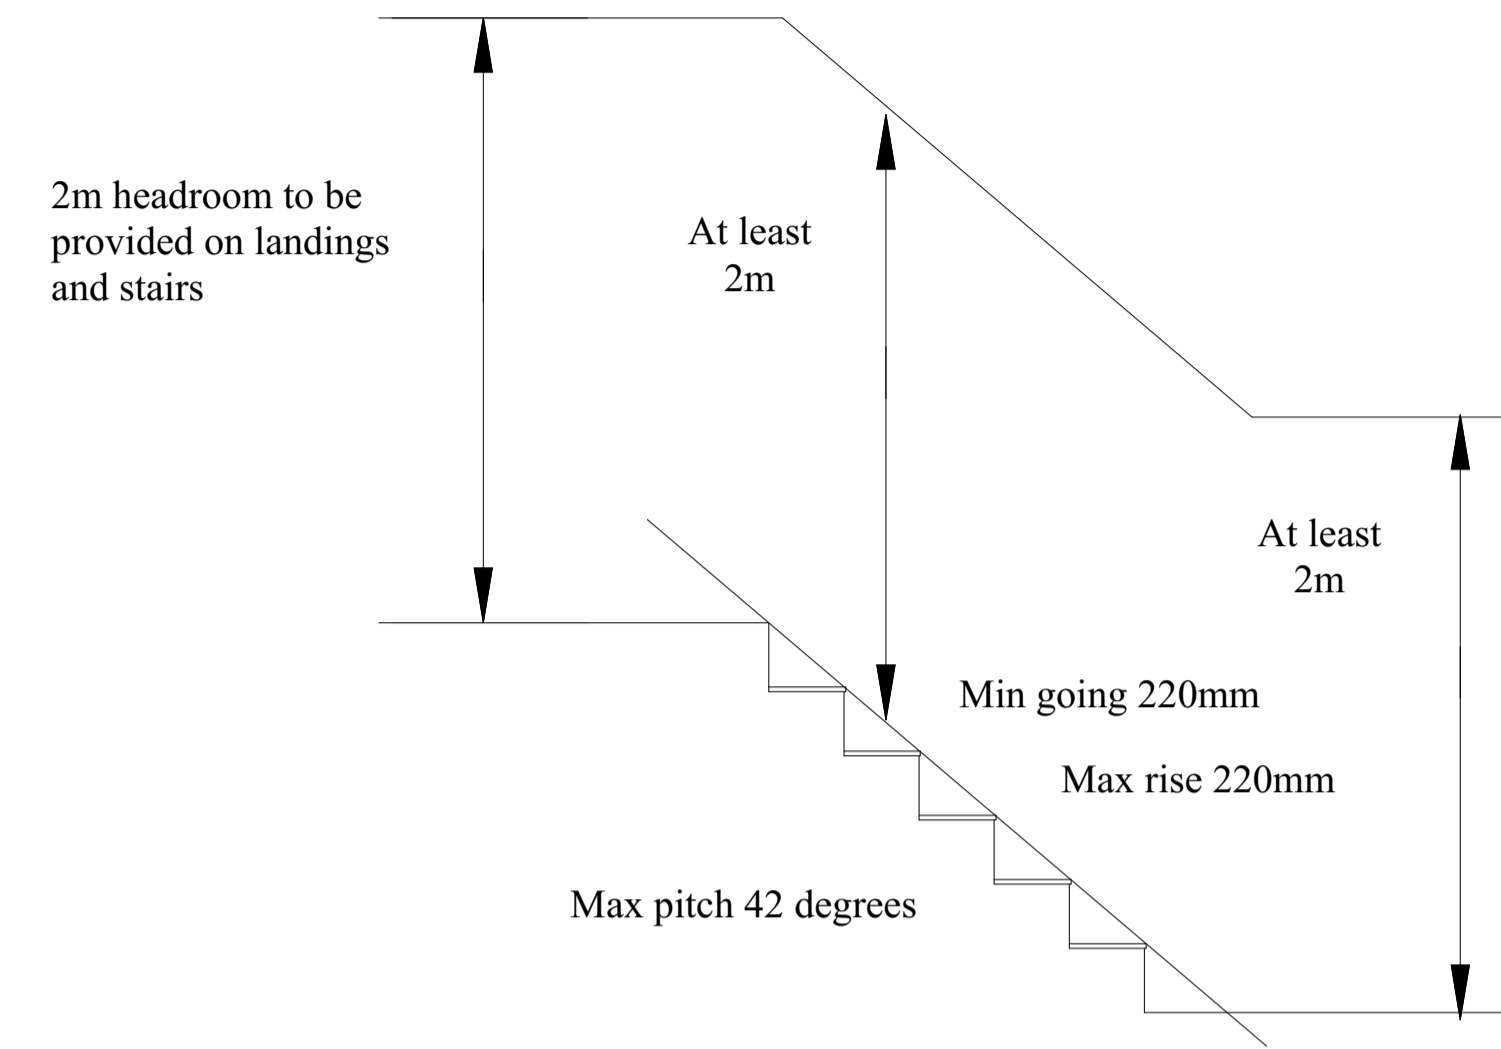 2m headroom to be
provided on landings
and stairs
At least
2m
At least
2m
Min going 220mm
Max rise 220mm
Max pitch 42 degrees